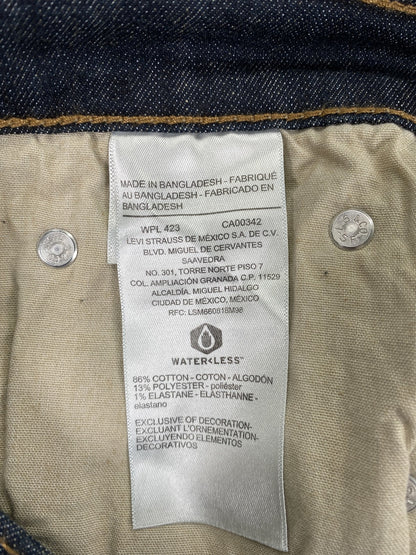 MADE IN BANGLADESH - FABRIQUÉ
AU BANGLADESH - FABRICADO EN
BANGLADESH
WPL 423 CA00342
LEVI STRAUSS DE MÉXICO S.A. DE C.V.
BLVD. MIGUEL DE CERVANTES
SAAVEDRA
NO. 301, TORRE NORTE PISO 7
COL. AMPLIACIÓN GRANADA C.P. 11529
ALCALDÍA. MIGUEL HIDALGO
CIUDAD DE MÉXICO, MÉXICO
RFC: LSM660818M98
WATER<LESS™
86% COTTON - COTON - ALGODÓN
13% POLYESTER - poliéster
1% ELASTANE - ELASTHANNE -
elastano
EXCLUSIVE OF DECORATION-
EXCLUANT L'ORNEMENTATION-
EXCLUYENDO ELEMENTOS
DECORATIVOS